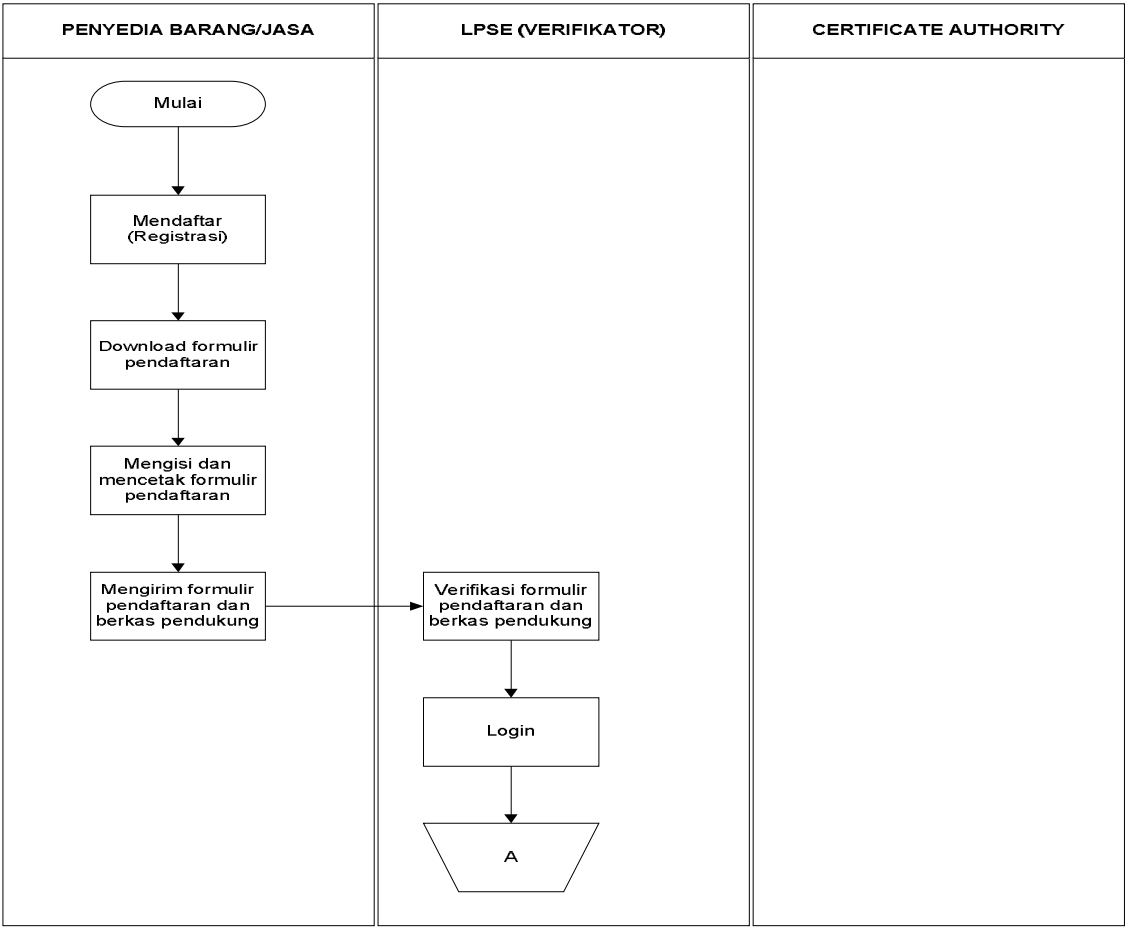 PENYEDIA BARANG/JASA
LPSE (VERIFIKATOR)
CERTIFICATE AUTHORITY
Mulai
Mendaftar
(Registrasi)
Download formulir
pendaftaran
Mengisi dan
mencetak formulir
pendaftaran
Mengirim formulir
pendaftaran dan
berkas pendukung
Verifikasi formulir
pendaftaran dan
berkas pendukung
Login
A